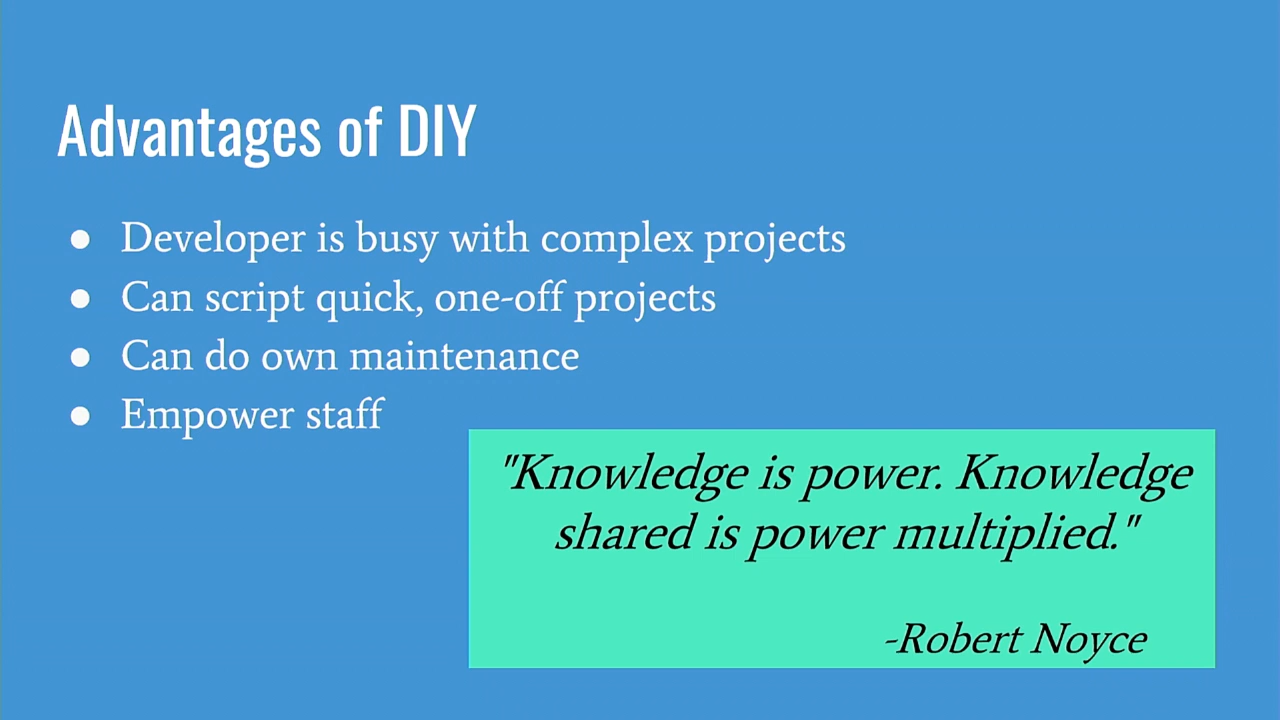 Advantages of DIY
● Developer is busy with complex projects
● Can script quick, one-off projects
● Can do own maintenance
● Empower staff
"Knowledge is power. Knowledge
shared is power multiplied."
-Robert Noyce